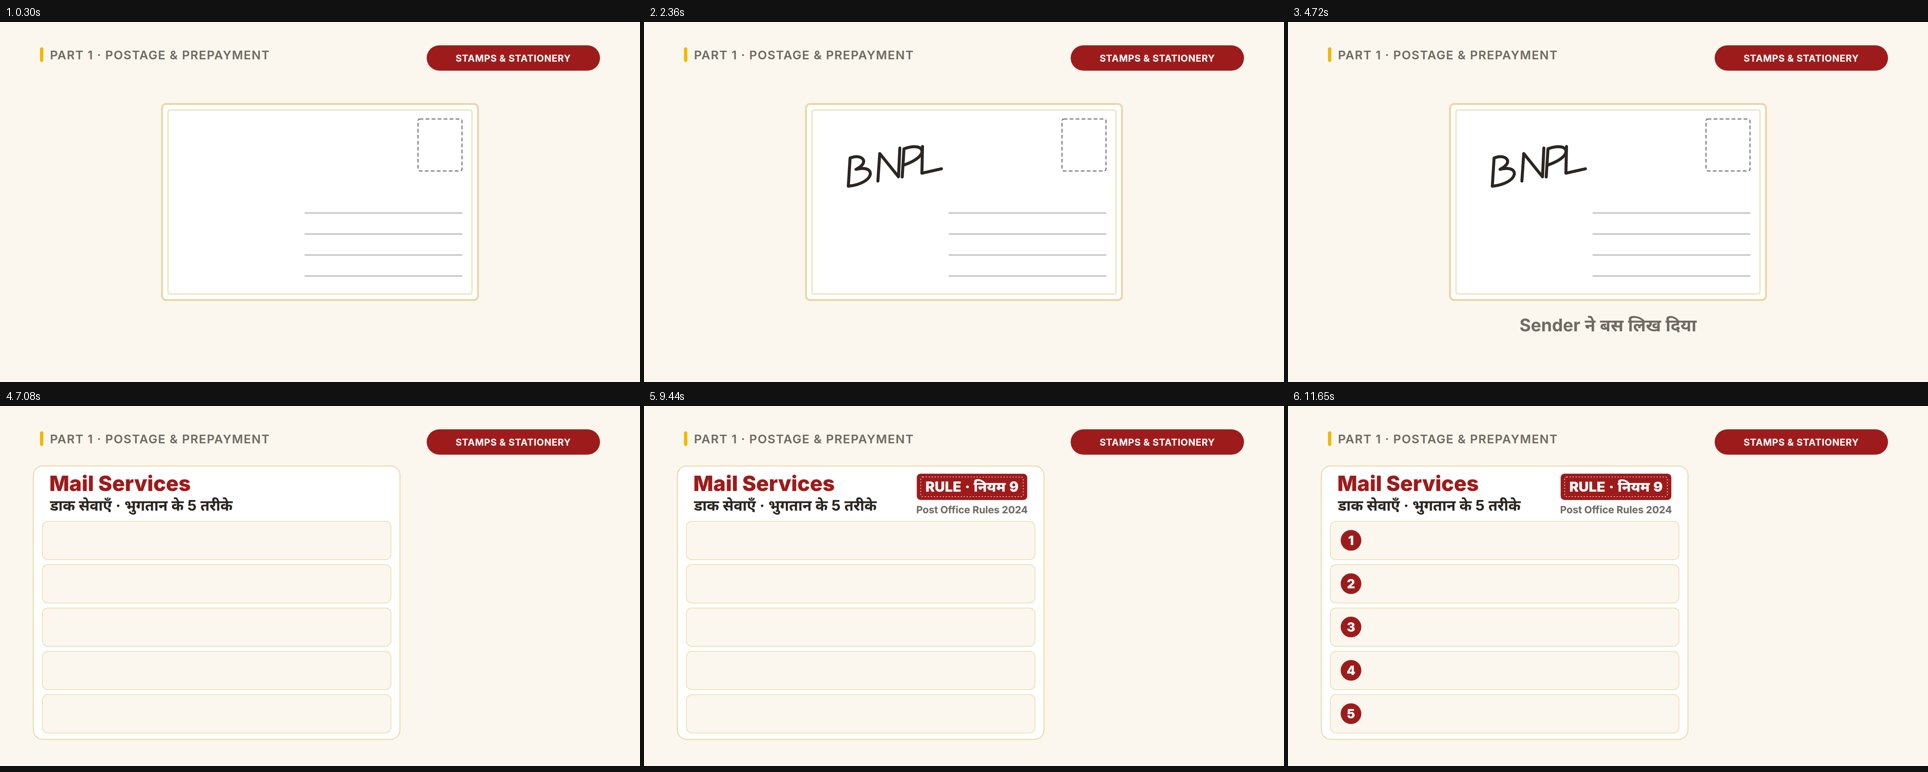 1. 0.30s
PART 1 · POSTAGE & PREPAYMENT
STAMPS & STATIONERY
2. 2.36s
PART 1 · POSTAGE & PREPAYMENT
STAMPS & STATIONERY
BNPL
3. 4.72s
PART 1 · POSTAGE & PREPAYMENT
STAMPS & STATIONERY
BNPL
Sender ने बस लिख दिया
4. 7.08s
PART 1 · POSTAGE & PREPAYMENT
STAMPS & STATIONERY
Mail Services
डाक सेवाएँ · भुगतान के 5 तरीके
5. 9.44s
PART 1 · POSTAGE & PREPAYMENT
STAMPS & STATIONERY
Mail Services
RULE · नियम 9
डाक सेवाएँ · भुगतान के 5 तरीके
Post Office Rules 2024
6. 11.65s
PART 1 · POSTAGE & PREPAYMENT
STAMPS & STATIONERY
Mail Services
RULE · नियम 9
डाक सेवाएँ · भुगतान के 5 तरीके
Post Office Rules 2024
1
2
3
4
5